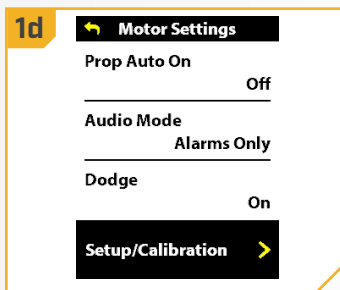 1d
Motor Settings
Prop Auto On
Off
Audio Mode
Alarms Only
Dodge
On
Setup/Calibration